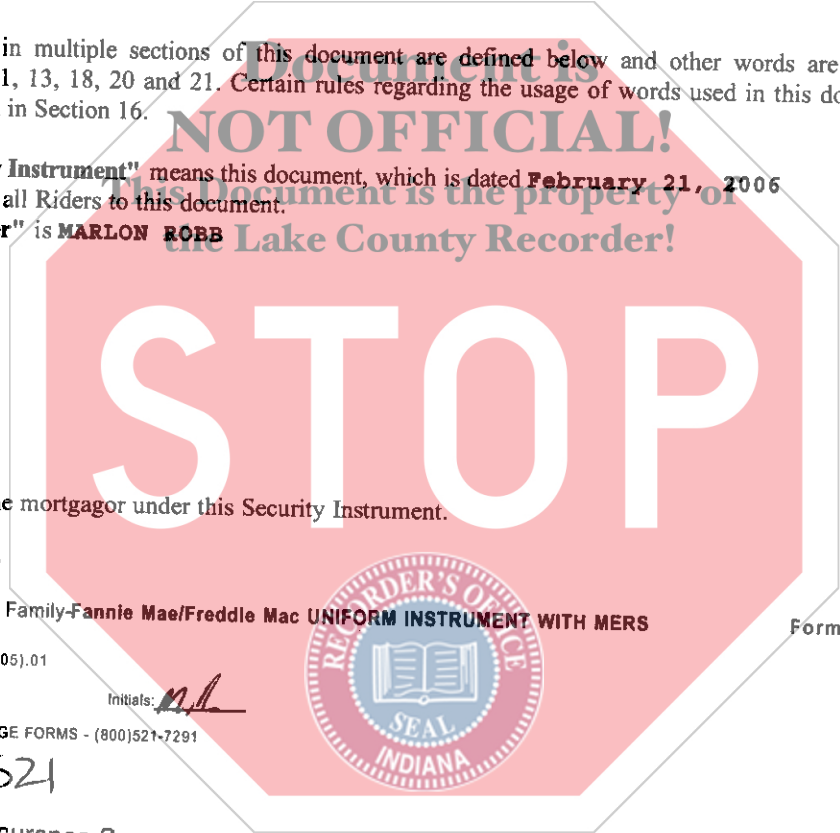 in multiple sections of this document are defined below and other words are
1, 13, 18, 20 and 21. Certain rules regarding the usage of words used in this do
in Section 16.
Document is
NOT OFFICIAL!
This Document is the property of
the Lake County Recorder!
Instrument" means this document, which is dated February 21, 2006
all Riders to this document.
r" is MARLON ROBB
STOP
e mortgagor under this Security Instrument.
RECORDER'S OFFICE
SEAL
INDIANA
Family-Fannie Mae/Freddie Mac UNIFORM INSTRUMENT WITH MERS
Form
05).01
Initials:
GE FORMS - (800)521-7291
521